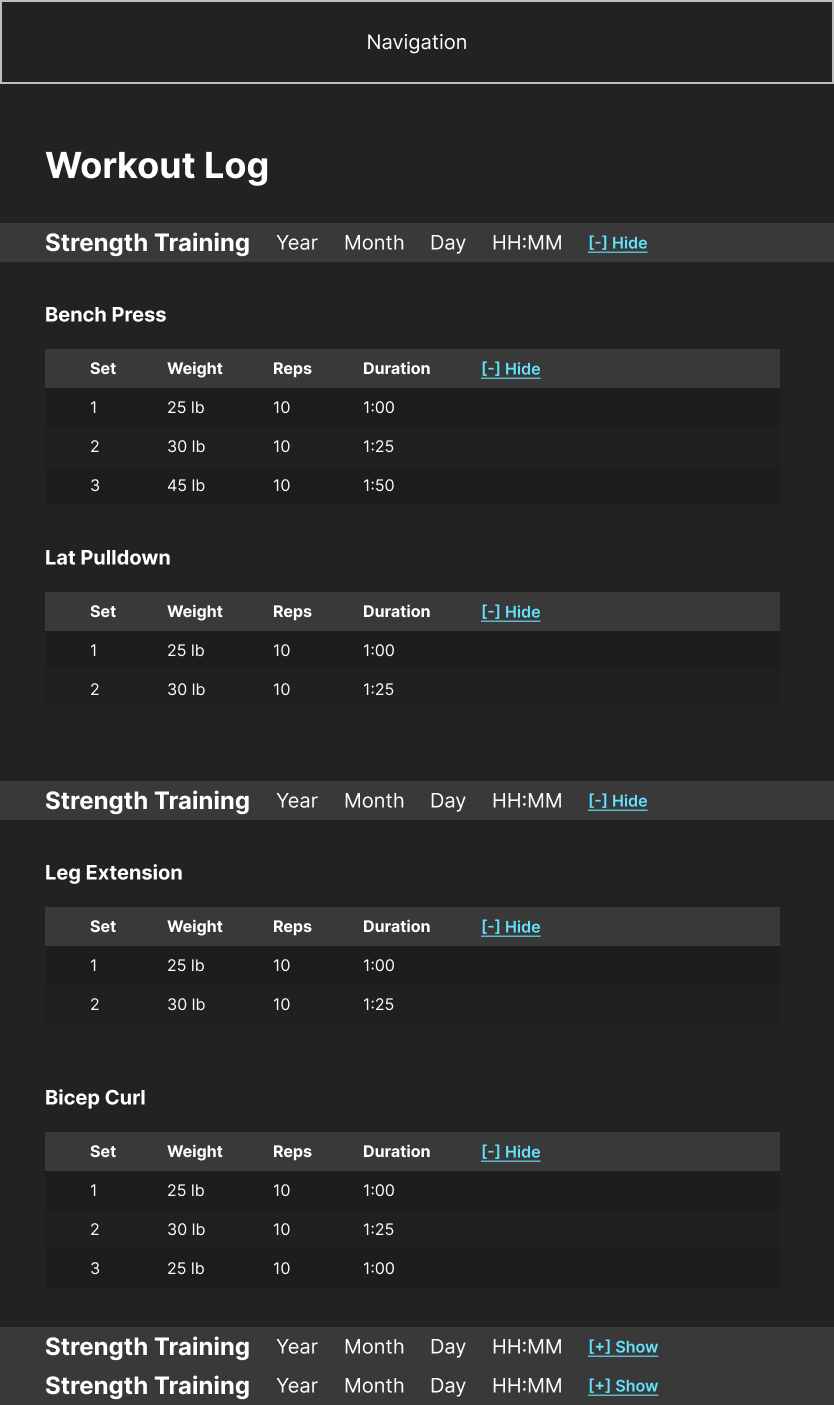 Navigation
Workout Log
Strength Training Year Month Day HH:MM [-] Hide
Bench Press
Set Weight Reps Duration [-] Hide
1 25 lb 10 1:00
2 30 lb 10 1:25
3 45 lb 10 1:50
Lat Pulldown
Set Weight Reps Duration [-] Hide
1 25 lb 10 1:00
2 30 lb 10 1:25
Strength Training Year Month Day HH:MM [-] Hide
Leg Extension
Set Weight Reps Duration [-] Hide
1 25 lb 10 1:00
2 30 lb 10 1:25
Bicep Curl
Set Weight Reps Duration [-] Hide
1 25 lb 10 1:00
2 30 lb 10 1:25
3 25 lb 10 1:00
Strength Training Year Month Day HH:MM [+] Show
Strength Training Year Month Day HH:MM [+] Show